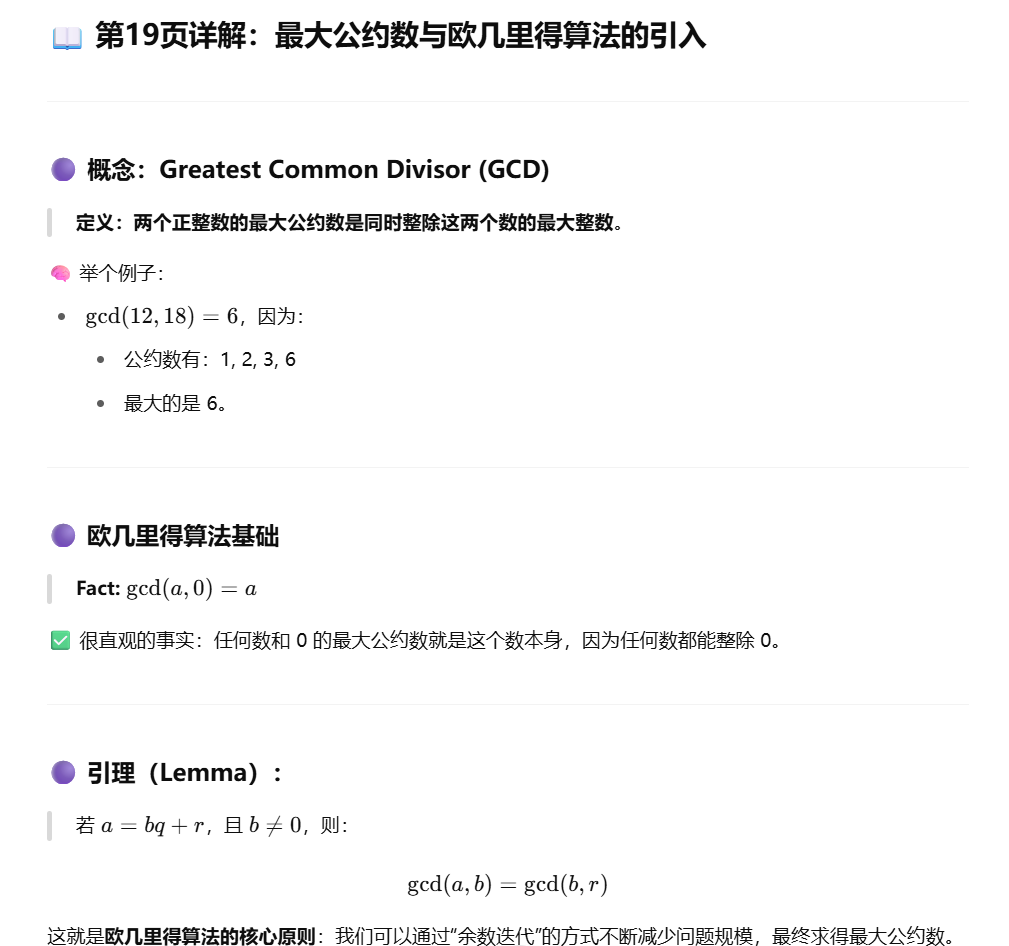 📖 第19页详解：最大公约数与欧几里得算法的引入
🟣 概念：Greatest Common Divisor (GCD)
定义：两个正整数的最大公约数是同时整除这两个数的最大整数。
🧠 举个例子：
• gcd(12, 18) = 6，因为：
• 公约数有：1, 2, 3, 6
• 最大的是 6。
🟣 欧几里得算法基础
Fact: gcd(a, 0) = a
✅ 很直观的事实：任何数和 0 的最大公约数就是这个数本身，因为任何数都能整除 0。
🟣 引理（Lemma）：
若 a = bq + r，且 b ≠ 0，则：
gcd(a, b) = gcd(b, r)
这就是欧几里得算法的核心原则：我们可以通过“余数迭代”的方式不断减少问题规模，最终求得最大公约数。